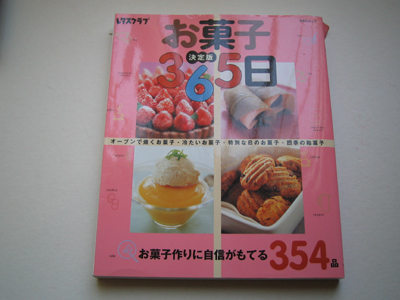 レタスクラブ
お菓子
決定版
365日
オーブンで焼くお菓子・冷たいお菓子・特別な日のお菓子・四季の和菓子
お菓子作りに自信がもてる354品